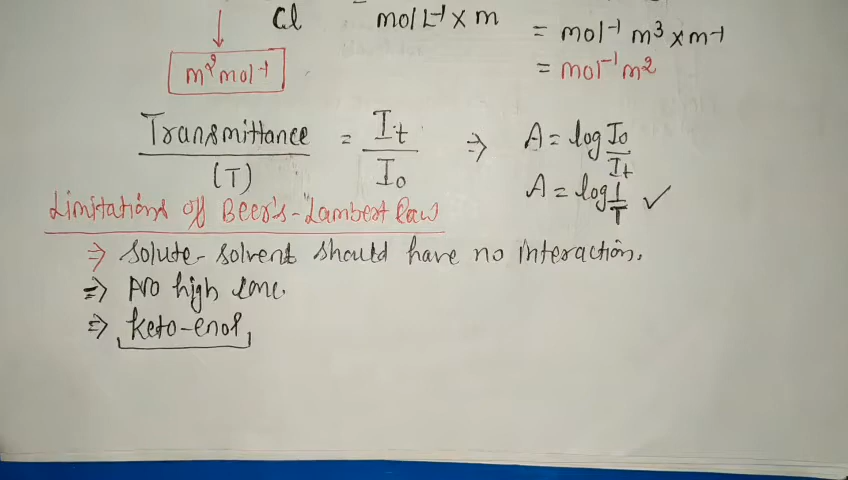 Cl mol L⁻¹ × m = mol⁻¹ m³ × m⁻¹
m² mol⁻¹ = mol⁻¹ m²
Transmittance (T) = It / Io ⇒ A = log Io / It
A = log 1/T ✓
Limitations of Beer's-Lambert law
⇒ Solute-solvent should have no interaction.
⇒ No high conc.
⇒ keto-enol